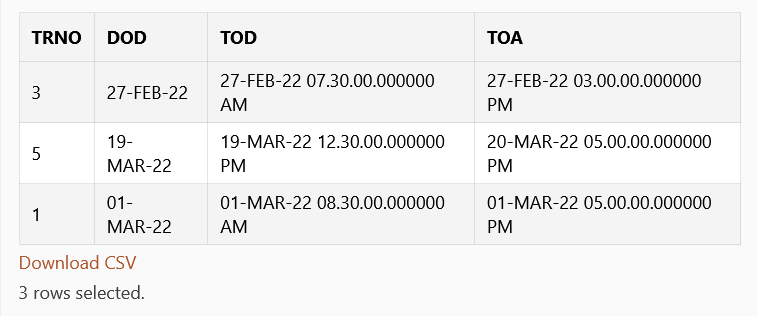 TRNO DOD TOD TOA
3 27-FEB-22 27-FEB-22 07.30.00.000000 AM 27-FEB-22 03.00.00.000000 PM
5 19-MAR-22 19-MAR-22 12.30.00.000000 PM 20-MAR-22 05.00.00.000000 PM
1 01-MAR-22 01-MAR-22 08.30.00.000000 AM 01-MAR-22 05.00.00.000000 PM
Download CSV
3 rows selected.